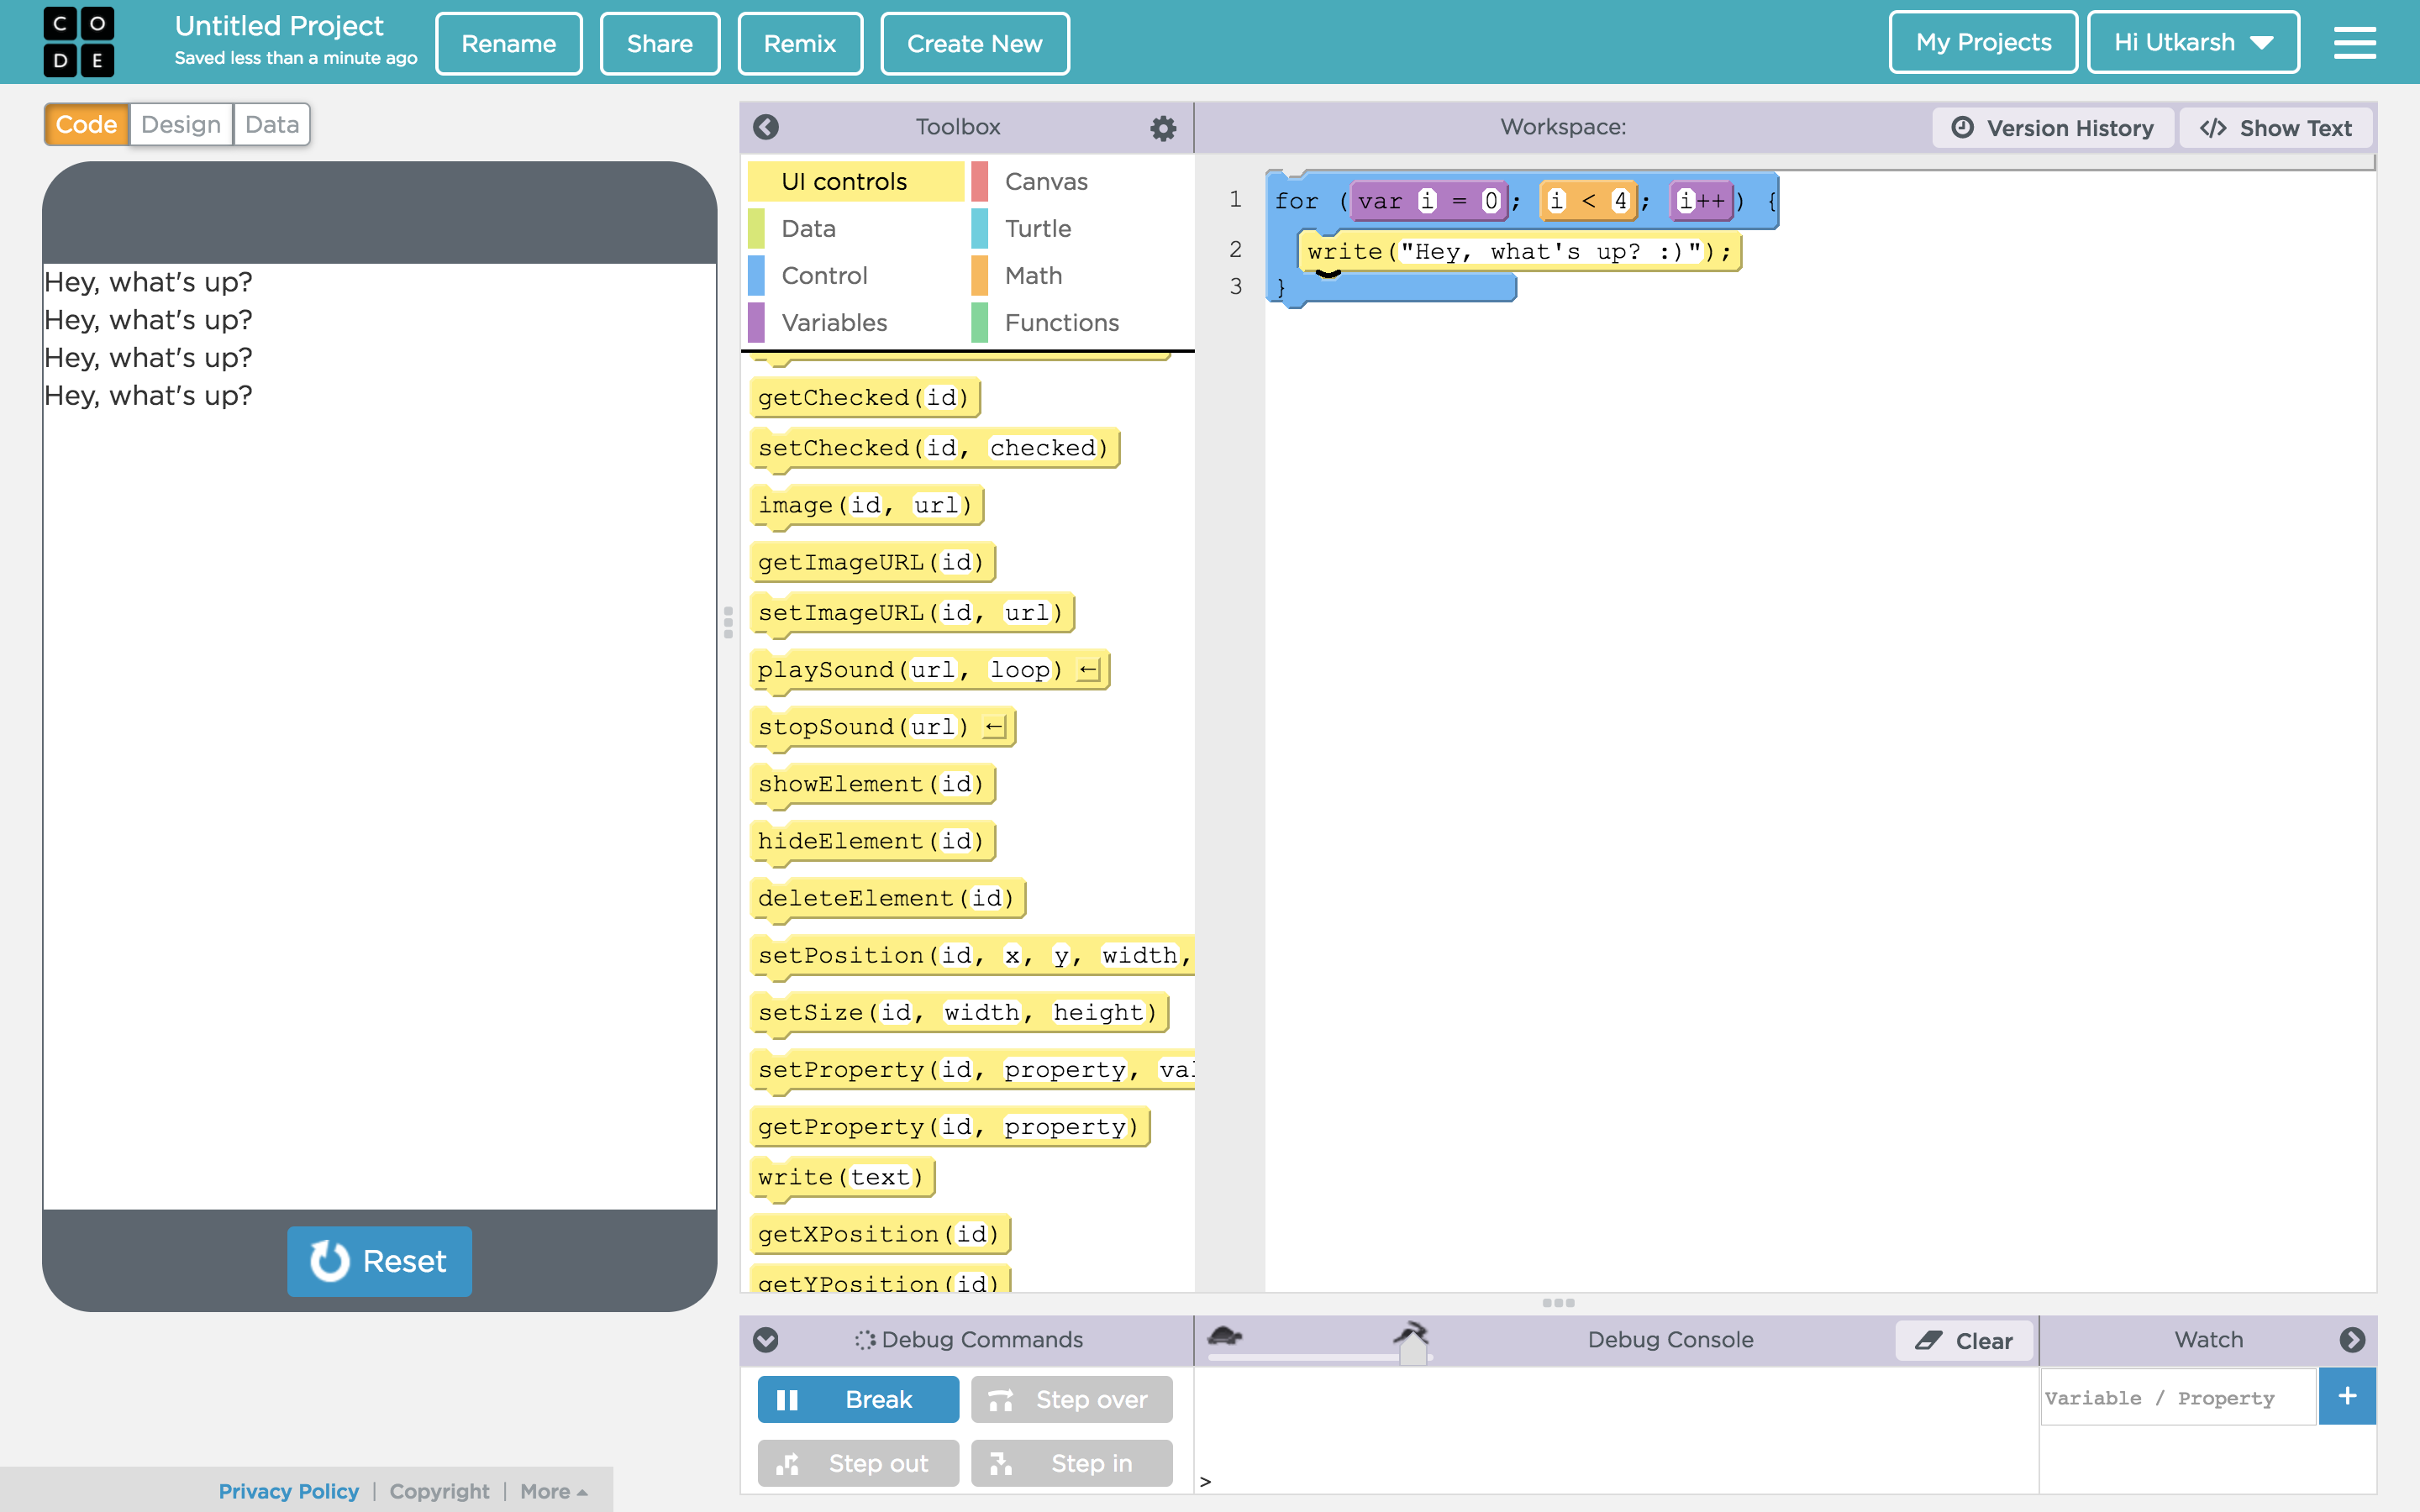 C O
D E
Untitled Project
Saved less than a minute ago
Rename
Share
Remix
Create New
My Projects
Hi Utkarsh
Code
Design
Data
Hey, what's up?
Hey, what's up?
Hey, what's up?
Hey, what's up?
Reset
Toolbox
UI controls
Canvas
Data
Turtle
Control
Math
Variables
Functions
getChecked(id)
setChecked(id, checked)
image(id, url)
getImageURL(id)
setImageURL(id, url)
playSound(url, loop)
stopSound(url)
showElement(id)
hideElement(id)
deleteElement(id)
setPosition(id, x, y, width,
setSize(id, width, height)
setProperty(id, property, val
getProperty(id, property)
write(text)
getXPosition(id)
getYPosition(id)
Workspace:
Version History
</> Show Text
1 for (var i = 0; i < 4; i++) {
2 write("Hey, what's up? :)");
3 }
Debug Commands
Break
Step over
Step out
Step in
Debug Console
Clear
>
Watch
Variable / Property
+
Privacy Policy | Copyright | More